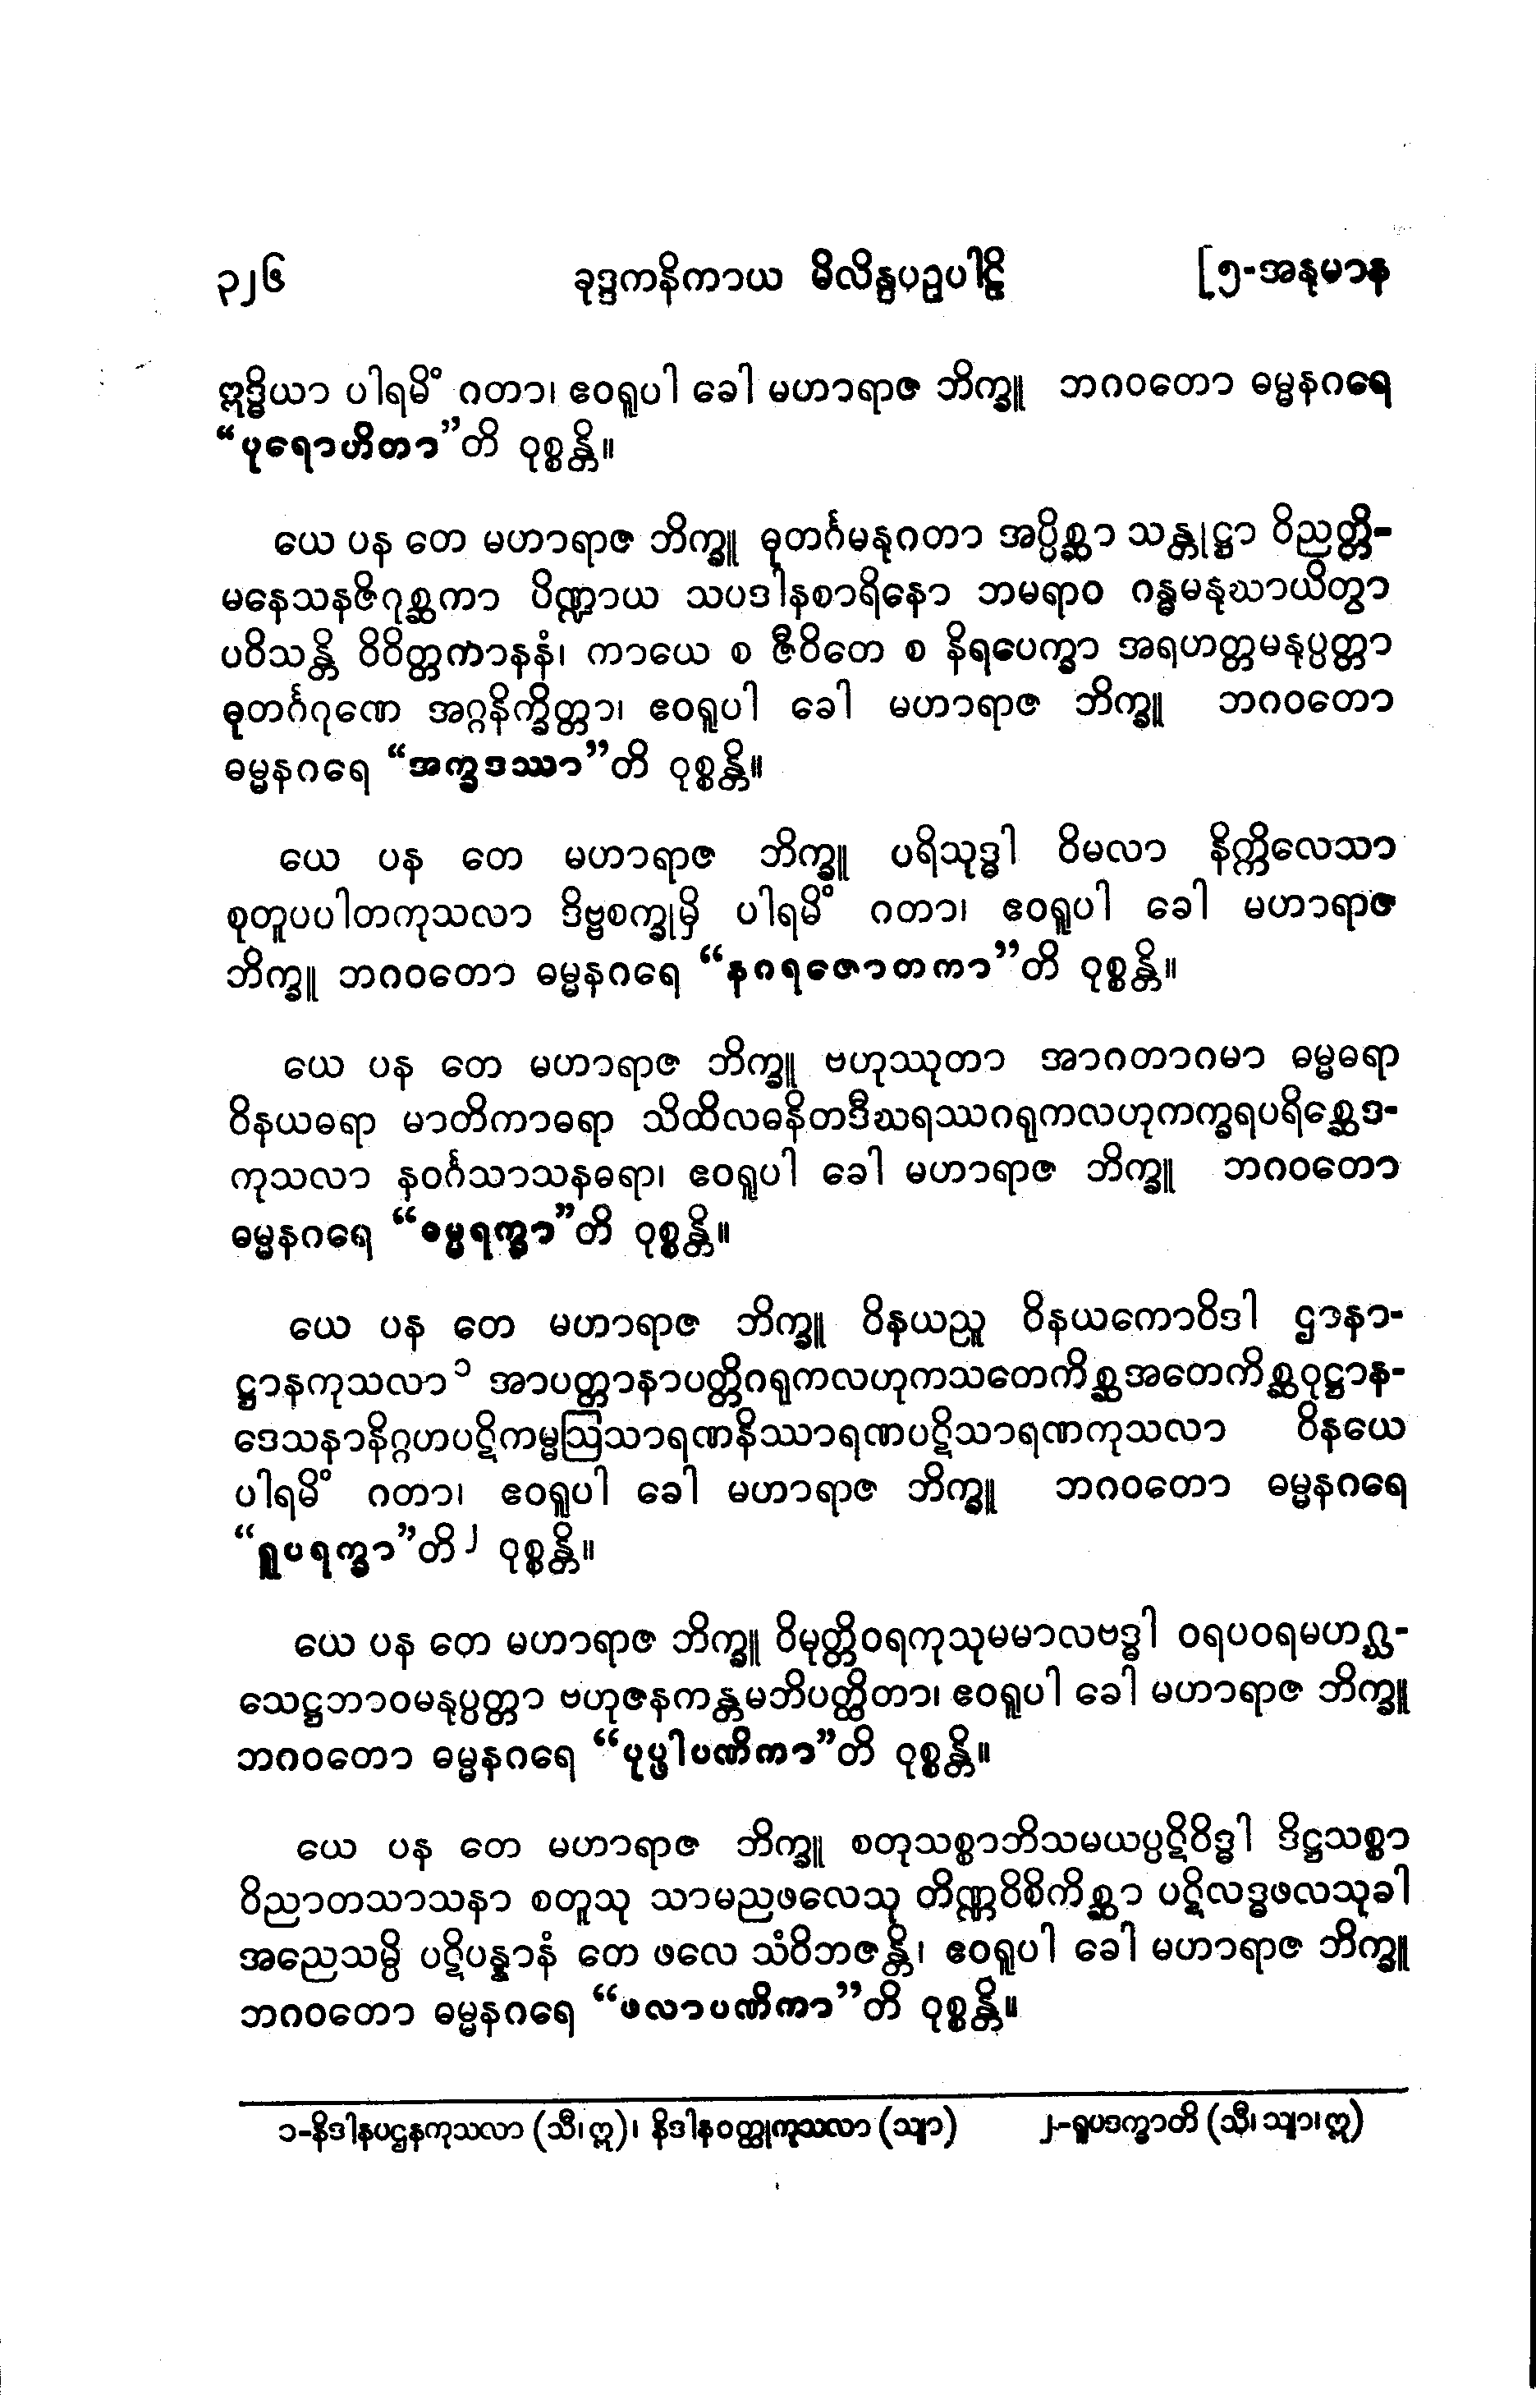 ၃၂၆ ခုဒ္ဒကနိကာယ မိလိန္ဒပဉှပါဠိ [၅-အနုမာန
ဣဒ္ဓိယာ ပါရမိံ ဂတာ၊ ဧဝရူပါ ခေါ မဟာရာဇ ဘိက္ခူ ဘဂဝတော ဓမ္မနဂရေ
“ပုရောဟိတာ”တိ ဝုစ္စန္တိ။
ယေ ပန တေ မဟာရာဇ ဘိက္ခူ ဓုတင်္ဂမနုဂတာ အပ္ပိစ္ဆာ သန္တုဋ္ဌာ ဝိညတ္တိ-
မနေသနဇိဂုစ္ဆကာ ပိဏ္ဍာယ သပဒါနစာရိနော ဘမရာဝ ဂန္ဓမနုဃာယိတွာ
ပဝိသန္တိ ဝိဝိတ္တကာနနံ၊ ကာယေ စ ဇီဝိတေ စ နိရပေက္ခာ အရဟတ္တမနုပ္ပတ္တာ
ဓုတင်္ဂဂုဏေ အဂ္ဂနိက္ခိတ္တာ၊ ဧဝရူပါ ခေါ မဟာရာဇ ဘိက္ခူ ဘဂဝတော
ဓမ္မနဂရေ “အက္ခဒဿာ”တိ ဝုစ္စန္တိ။
ယေ ပန တေ မဟာရာဇ ဘိက္ခူ ပရိသုဒ္ဓါ ဝိမလာ နိက္ကိလေသာ
စုတူပပါတကုသလာ ဒိဗ္ဗစက္ခုမှိ ပါရမိံ ဂတာ၊ ဧဝရူပါ ခေါ မဟာရာဇ
ဘိက္ခူ ဘဂဝတော ဓမ္မနဂရေ “နဂရဇောတကာ”တိ ဝုစ္စန္တိ။
ယေ ပန တေ မဟာရာဇ ဘိက္ခူ ဗဟုဿုတာ အာဂတာဂမာ ဓမ္မဓရာ
ဝိနယဓရာ မာတိကာဓရာ သိထိလဓနိတဒီဃရဿဂရုကလဟုကက္ခရပရိစ္ဆေဒ-
ကုသလာ နဝင်္ဂသာသနဓရာ၊ ဧဝရူပါ ခေါ မဟာရာဇ ဘိက္ခူ ဘဂဝတော
ဓမ္မနဂရေ “ဓမ္မရက္ခာ”တိ ဝုစ္စန္တိ။
ယေ ပန တေ မဟာရာဇ ဘိက္ခူ ဝိနယညူ ဝိနယကောဝိဒါ ဌာနာ-
ဋ္ဌာနကုသလာ၁ အာပတ္တာနာပတ္တိဂရုကလဟုကသတေကိစ္ဆအတေကိစ္ဆဝုဋ္ဌာန-
ဒေသနာနိဂ္ဂဟပဋိကမ္မဩသာရဏနိဿာရဏပဋိသာရဏကုသလာ ဝိနယေ
ပါရမိံ ဂတာ၊ ဧဝရူပါ ခေါ မဟာရာဇ ဘိက္ခူ ဘဂဝတော ဓမ္မနဂရေ
“ရူပရက္ခာ”တိ၂ ဝုစ္စန္တိ။
ယေ ပန တေ မဟာရာဇ ဘိက္ခူ ဝိမုတ္တိဝရကုသုမမာလဗဒ္ဓါ ဝရပဝရမဟဂ္ဃ-
သေဋ္ဌဘာဝမနုပ္ပတ္တာ ဗဟုဇနကန္တမဘိပတ္ထိတာ၊ ဧဝရူပါ ခေါ မဟာရာဇ ဘိက္ခူ
ဘဂဝတော ဓမ္မနဂရေ “ပုပ္ဖါပဏိကာ”တိ ဝုစ္စန္တိ။
ယေ ပန တေ မဟာရာဇ ဘိက္ခူ စတုသစ္စာဘိသမယပ္ပဋိဝိဒ္ဓါ ဒိဋ္ဌသစ္စာ
ဝိညာတသာသနာ စတူသု သာမညဖလေသု တိဏ္ဏဝိစိကိစ္ဆာ ပဋိလဒ္ဓဖလသုခါ
အညေသမ္ပိ ပဋိပန္နာနံ တေ ဖလေ သံဝိဘဇန္တိ၊ ဧဝရူပါ ခေါ မဟာရာဇ ဘိက္ခူ
ဘဂဝတော ဓမ္မနဂရေ “ဖလာပဏိကာ”တိ ဝုစ္စန္တိ။
၁-နိဒါနပဌနကုသလာ (သီ၊ ဣ)၊ နိဒါနဝတ္ထုကုသလာ (သျာ) ၂-ရူပဒက္ခာတိ (သီ၊ သျာ၊ ဣ)